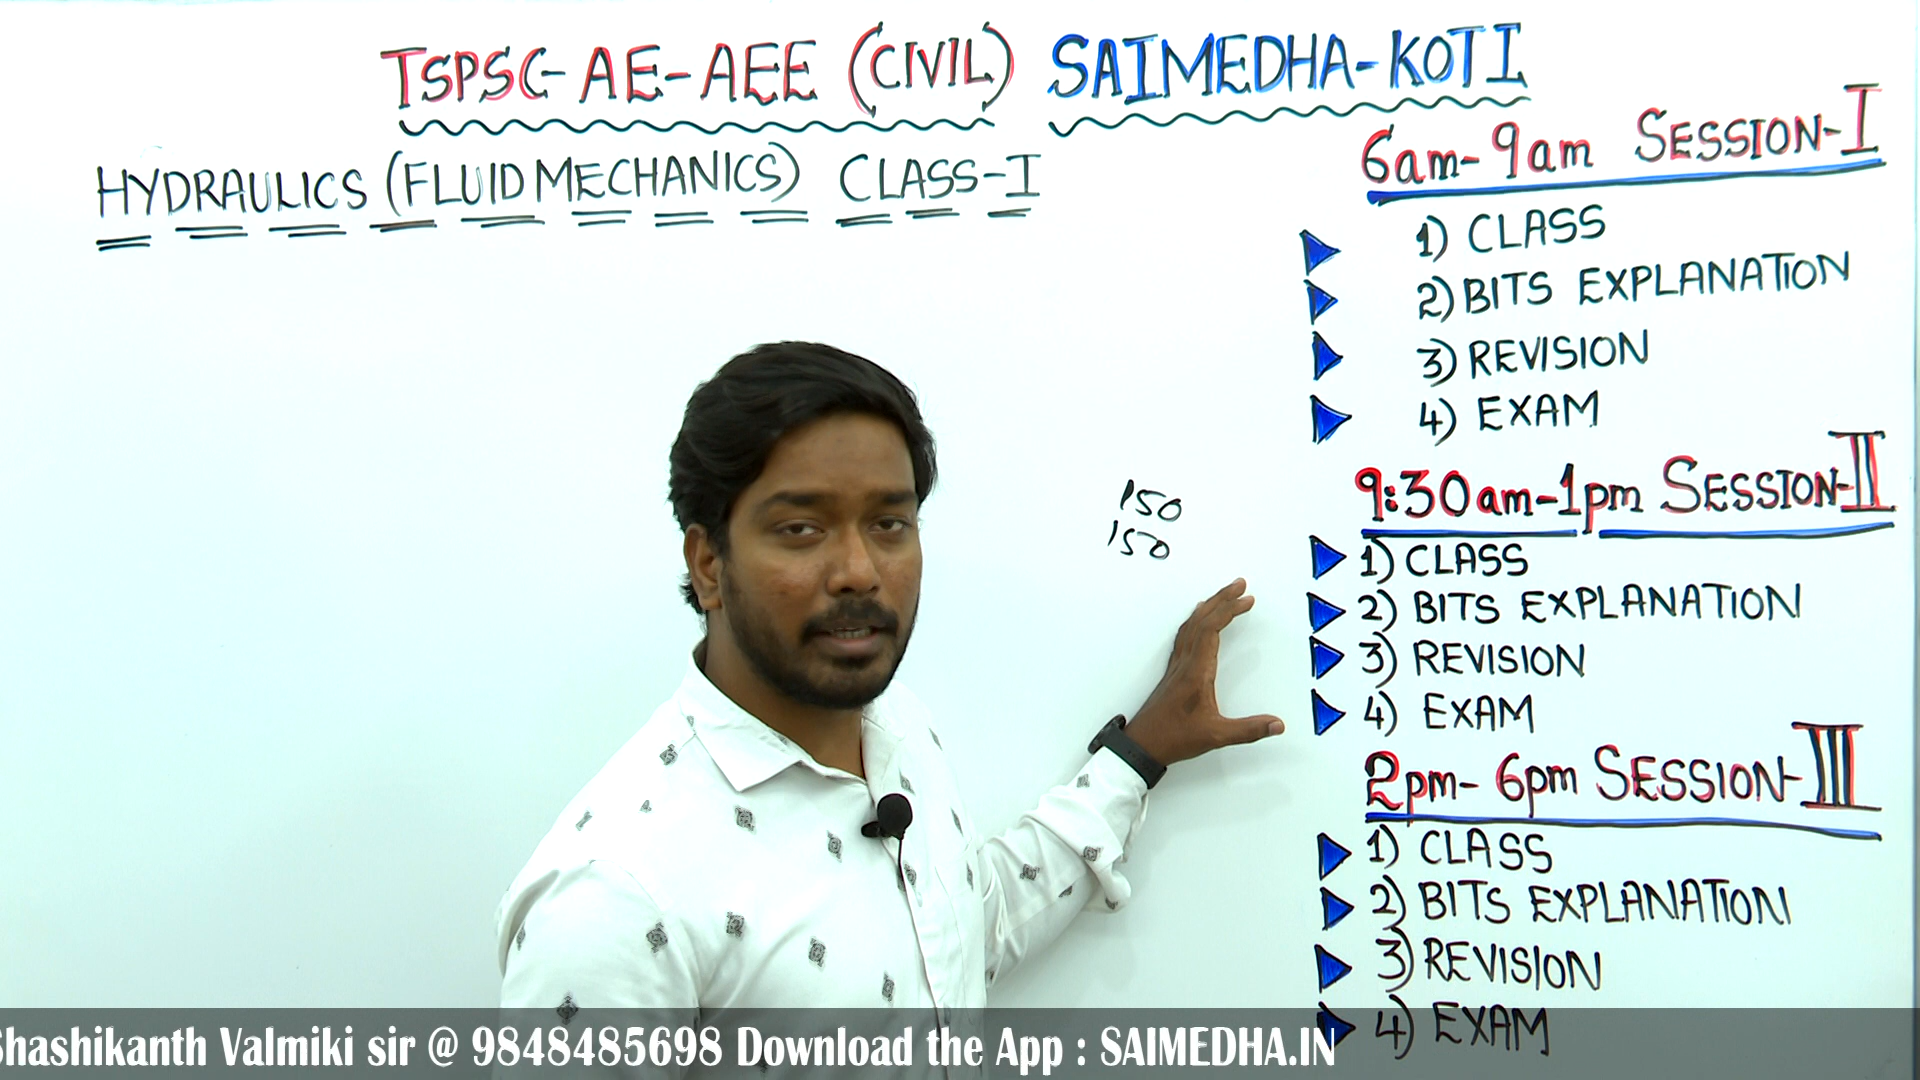 TSPSC-AE-AEE (CIVIL) SAIMEDHA-KOTI
HYDRAULICS (FLUID MECHANICS) CLASS-I
6am-9am SESSION-I
1) CLASS
2) BITS EXPLANATION
3) REVISION
4) EXAM
150
150
9:30am-1pm SESSION-II
1) CLASS
2) BITS EXPLANATION
3) REVISION
4) EXAM
2pm-6pm SESSION-III
1) CLASS
2) BITS EXPLANATION
3) REVISION
4) EXAM
Shashikanth Valmiki sir @ 9848485698 Download the App : SAIMEDHA.IN